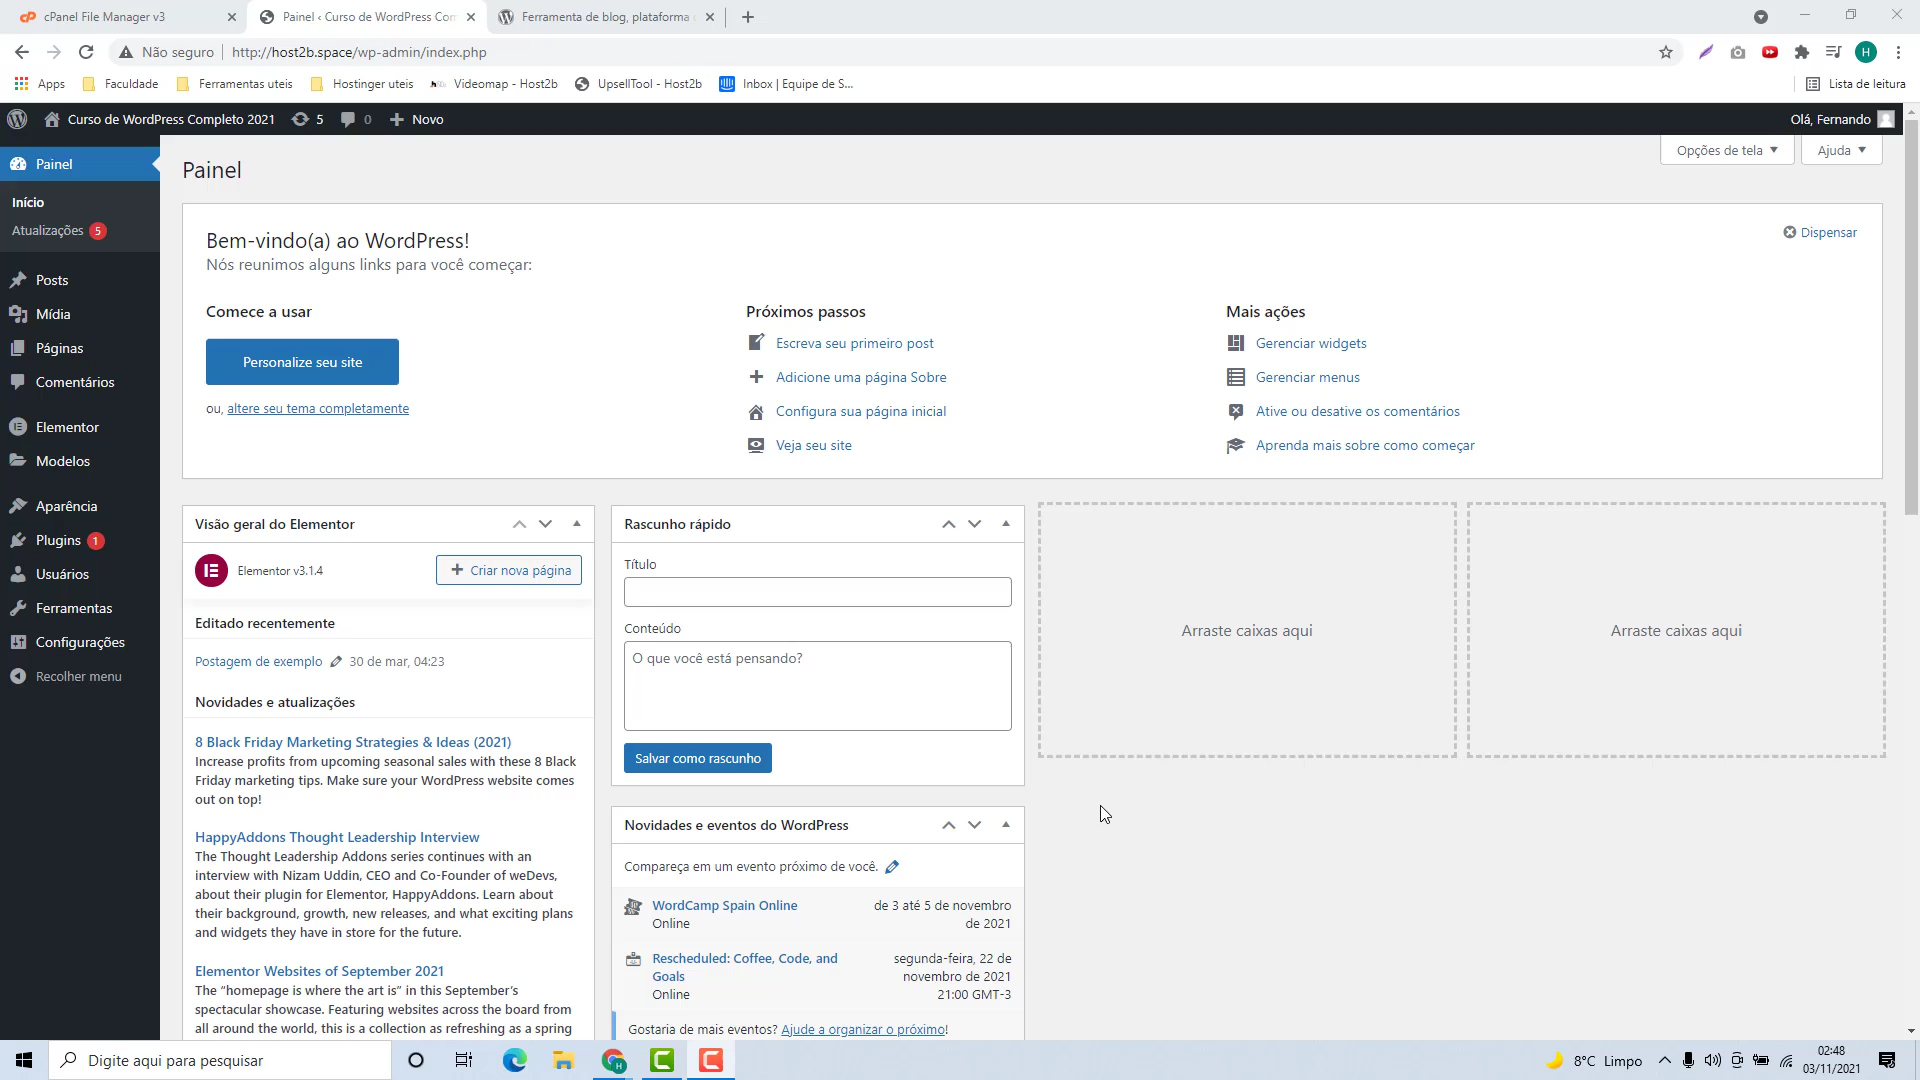 cPanel File Manager v3
Painel ‹ Curso de WordPress Com
Ferramenta de blog, plataforma
Não seguro
http://host2b.space/wp-admin/index.php
H
Apps
Faculdade
Ferramentas uteis
Hostinger uteis
Videomap - Host2b
UpsellTool - Host2b
Inbox | Equipe de S...
Lista de leitura
Curso de WordPress Completo 2021
5
0
Novo
Olá, Fernando
Painel
Início
Atualizações 5
Posts
Mídia
Páginas
Comentários
Elementor
Modelos
Aparência
Plugins 1
Usuários
Ferramentas
Configurações
Recolher menu
Painel
Opções de tela
Ajuda
Bem-vindo(a) ao WordPress!
Nós reunimos alguns links para você começar:
Dispensar
Comece a usar
Personalize seu site
ou, altere seu tema completamente
Próximos passos
Escreva seu primeiro post
Adicione uma página Sobre
Configura sua página inicial
Veja seu site
Mais ações
Gerenciar widgets
Gerenciar menus
Ative ou desative os comentários
Aprenda mais sobre como começar
Visão geral do Elementor
Elementor v3.1.4
Criar nova página
Editado recentemente
Postagem de exemplo 30 de mar, 04:23
Novidades e atualizações
8 Black Friday Marketing Strategies & Ideas (2021)
Increase profits from upcoming seasonal sales with these 8 Black
Friday marketing tips. Make sure your WordPress website comes
out on top!
HappyAddons Thought Leadership Interview
The Thought Leadership Addons series continues with an
interview with Nizam Uddin, CEO and Co-Founder of weDevs,
about their plugin for Elementor, HappyAddons. Learn about
their background, growth, new releases, and what exciting plans
and widgets they have in store for the future.
Elementor Websites of September 2021
The “homepage is where the art is” in this September’s
spectacular showcase. Featuring websites across the board from
all around the world, this is a collection as refreshing as a spring
Rascunho rápido
Título
Conteúdo
O que você está pensando?
Salvar como rascunho
Novidades e eventos do WordPress
Compareça em um evento próximo de você.
WordCamp Spain Online
Online
de 3 até 5 de novembro
de 2021
Rescheduled: Coffee, Code, and
Goals
Online
segunda-feira, 22 de
novembro de 2021
21:00 GMT-3
Gostaria de mais eventos? Ajude a organizar o próximo!
Arraste caixas aqui
Arraste caixas aqui
Digite aqui para pesquisar
8°C Limpo
02:48
03/11/2021